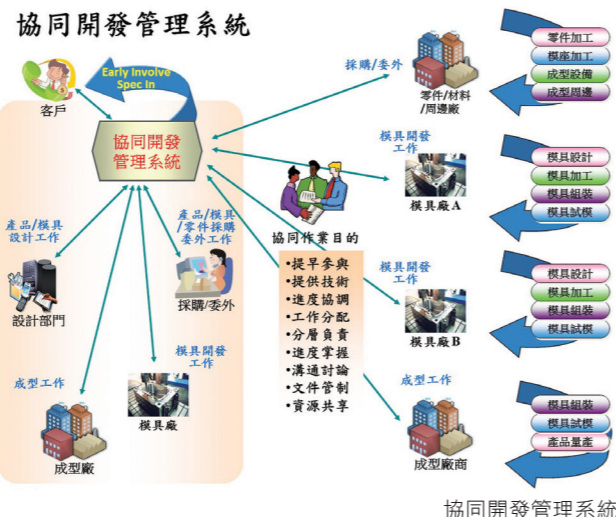 協同開發管理系統
Early Involve
Spec In
客戶
協同開發
管理系統
產品/模具
設計工作
設計部門
產品/模具
/零件採購
委外工作
採購/委外
模具開發
工作
模具廠
成型工作
成型廠
協同作業目的
•提早參與
•提供技術
•進度協調
•工作分配
•分層負責
•進度掌握
•溝通討論
•文件管制
•資源共享
採購/委外
零件/材料
/周邊廠
零件加工
模座加工
成型設備
成型周邊
模具開發
工作
模具廠 A
模具設計
模具加工
模具組裝
模具試模
模具開發
工作
模具廠 B
模具設計
模具加工
模具組裝
模具試模
成型工作
成型廠商
模具組裝
模具試模
產品量產
協同開發管理系統